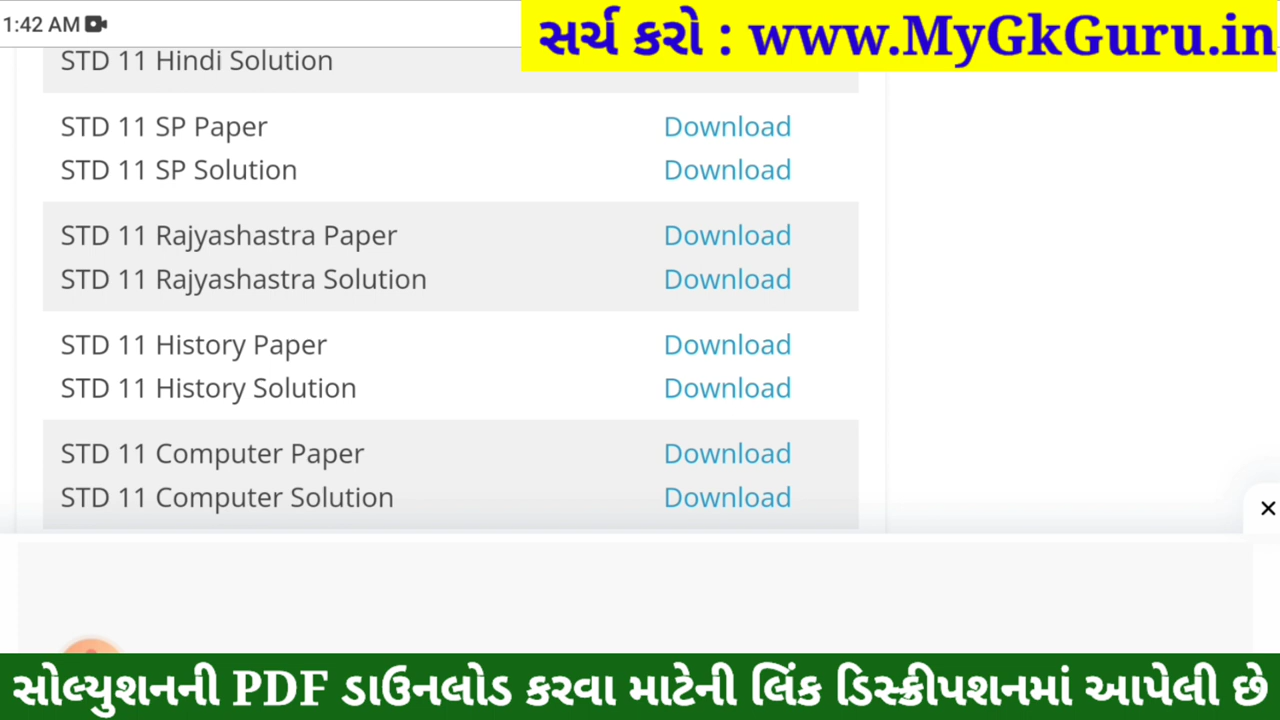 1:42 AM
સર્ચ કરો : www.MyGkGuru.in
STD 11 Hindi Solution
STD 11 SP Paper Download
STD 11 SP Solution Download
STD 11 Rajyashastra Paper Download
STD 11 Rajyashastra Solution Download
STD 11 History Paper Download
STD 11 History Solution Download
STD 11 Computer Paper Download
STD 11 Computer Solution Download
સોલ્યુશનની PDF ડાઉનલોડ કરવા માટેની લિંક ડિસ્ક્રીપશનમાં આપેલી છે